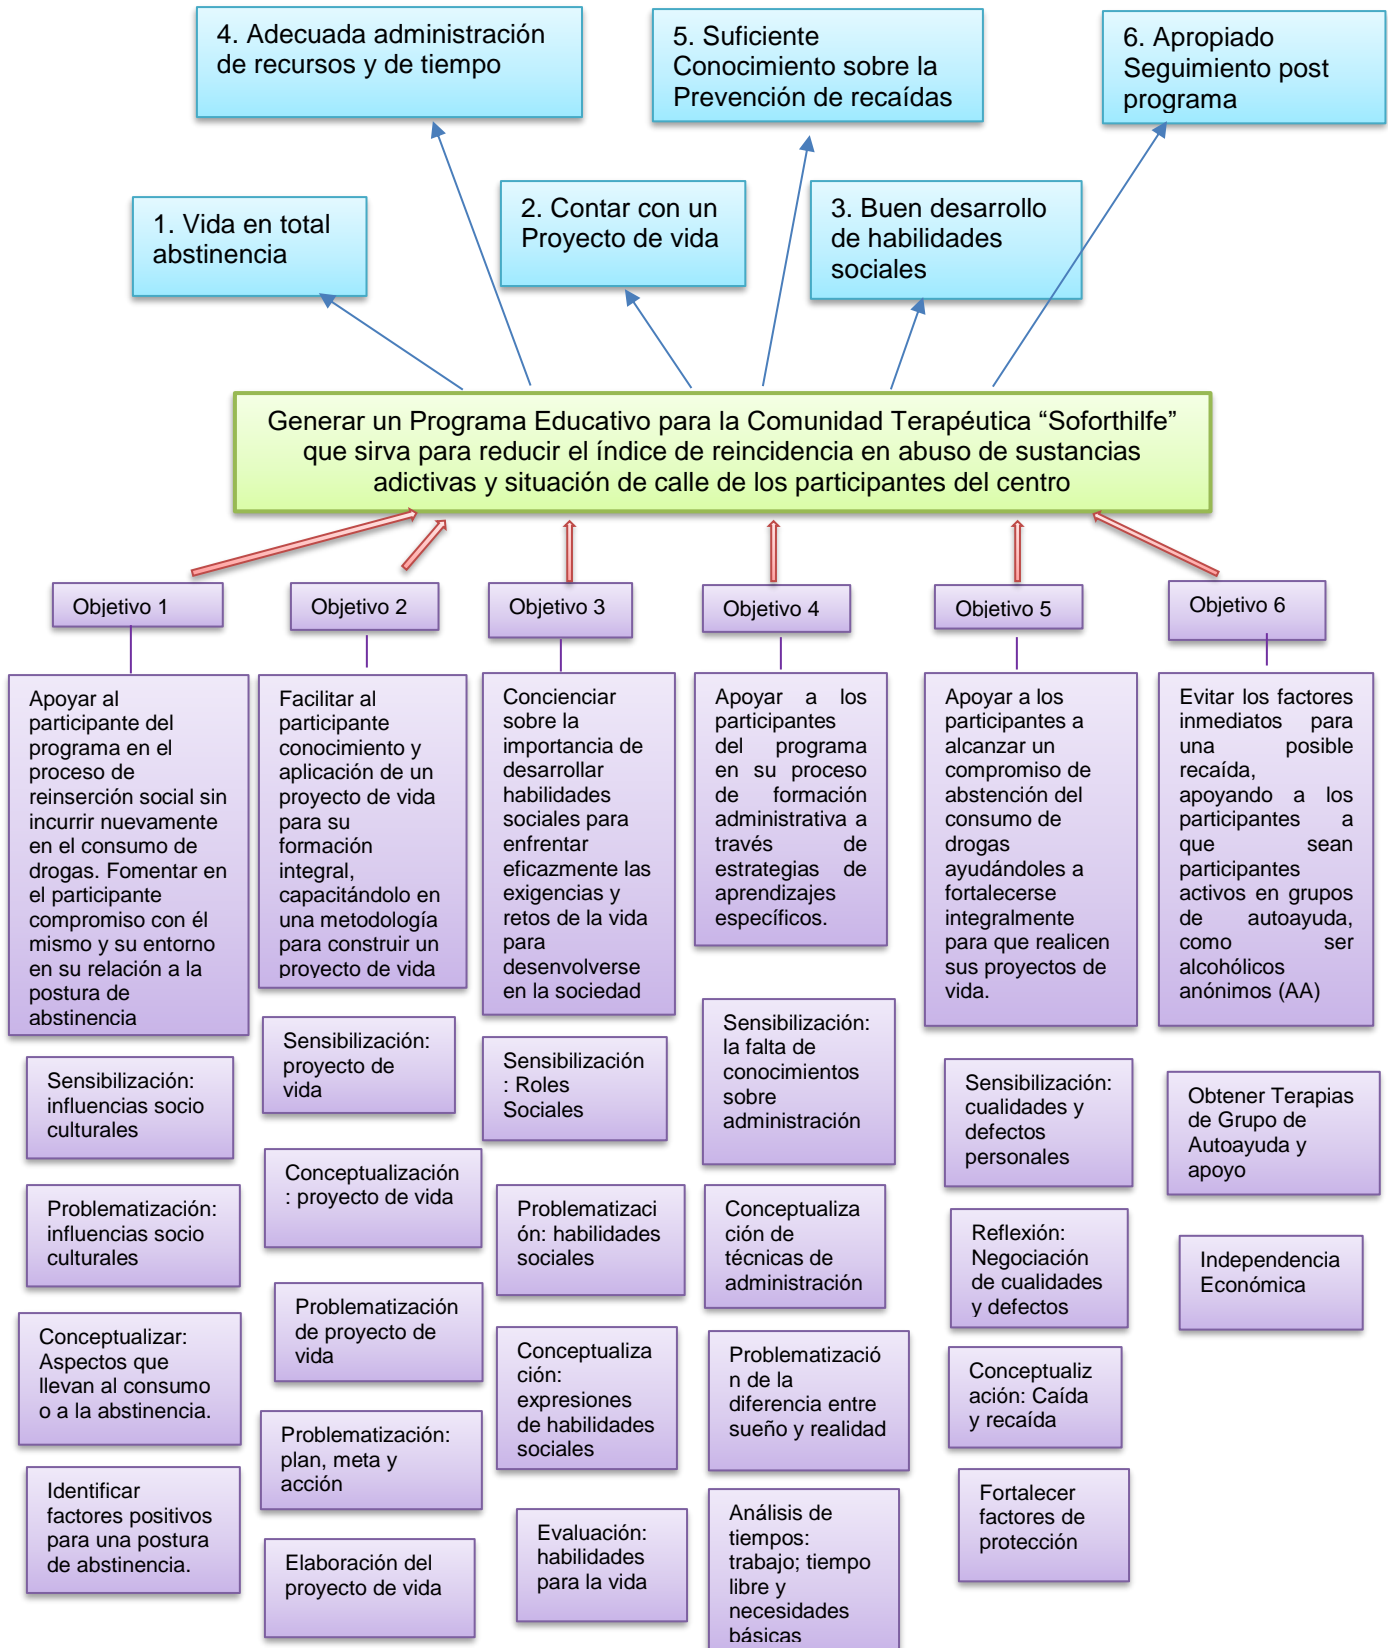 4. Adecuada administración
de recursos y de tiempo
5. Suficiente
Conocimiento sobre la
Prevención de recaídas
6. Apropiado
Seguimiento post
programa
1. Vida en total
abstinencia
2. Contar con un
Proyecto de vida
3. Buen desarrollo
de habilidades
sociales
Generar un Programa Educativo para la Comunidad Terapéutica “Soforthilfe”
que sirva para reducir el índice de reincidencia en abuso de sustancias
adictivas y situación de calle de los participantes del centro
Objetivo 1
Objetivo 2
Objetivo 3
Objetivo 4
Objetivo 5
Objetivo 6
Apoyar al
participante del
programa en el
proceso de
reinserción social sin
incurrir nuevamente
en el consumo de
drogas. Fomentar en
el participante
compromiso con él
mismo y su entorno
en su relación a la
postura de
abstinencia
Facilitar al
participante
conocimiento y
aplicación de un
proyecto de vida
para su
formación
integral,
capacitándolo en
una metodología
para construir un
proyecto de vida
Concienciar
sobre la
importancia de
desarrollar
habilidades
sociales para
enfrentar
eficazmente las
exigencias y
retos de la vida
para
desenvolverse
en la sociedad
Apoyar a los
participantes
del programa
en su proceso
de formación
administrativa a
través de
estrategias de
aprendizajes
específicos.
Apoyar a los
participantes a
alcanzar un
compromiso de
abstención del
consumo de
drogas
ayudándoles a
fortalecerse
integralmente
para que realicen
sus proyectos de
vida.
Evitar los factores
inmediatos para
una posible
recaída,
apoyando a los
participantes a
que sean
participantes
activos en grupos
de autoayuda,
como ser
alcohólicos
anónimos (AA)
Sensibilización:
influencias socio
culturales
Problematización:
influencias socio
culturales
Conceptualizar:
Aspectos que
llevan al consumo
o a la abstinencia.
Identificar
factores positivos
para una postura
de abstinencia.
Sensibilización:
proyecto de
vida
Conceptualización
: proyecto de vida
Problematización
de proyecto de
vida
Problematización:
plan, meta y
acción
Elaboración del
proyecto de vida
Sensibilización
: Roles
Sociales
Problematizaci
ón: habilidades
sociales
Conceptualiza
ción:
expresiones
de habilidades
sociales
Evaluación:
habilidades
para la vida
Sensibilización:
la falta de
conocimientos
sobre
administración
Conceptualiza
ción de
técnicas de
administración
Problematizació
n de la
diferencia entre
sueño y realidad
Análisis de
tiempos:
trabajo; tiempo
libre y
necesidades
básicas
Sensibilización:
cualidades y
defectos
personales
Reflexión:
Negociación
de cualidades
y defectos
Conceptualiz
ación: Caída
y recaída
Fortalecer
factores de
protección
Obtener Terapias
de Grupo de
Autoayuda y
apoyo
Independencia
Económica